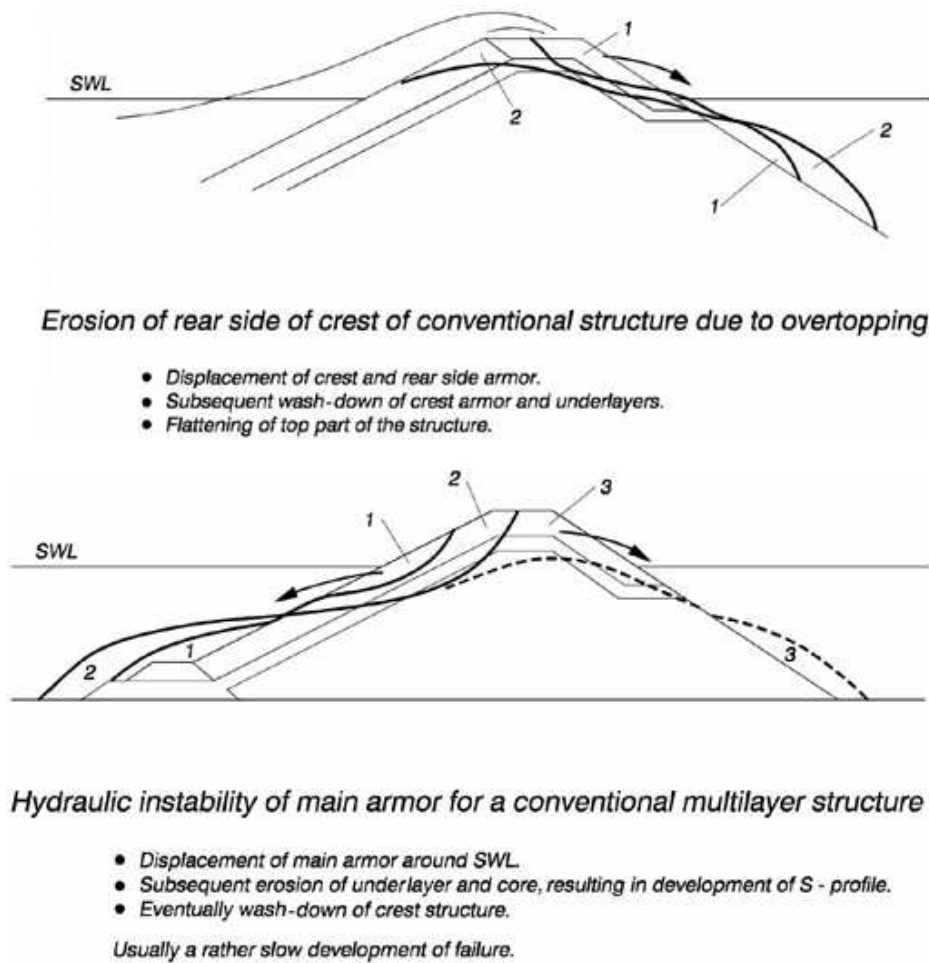 1
SWL
2
2
1
Erosion of rear side of crest of conventional structure due to overtopping
● Displacement of crest and rear side armor.
● Subsequent wash-down of crest armor and underlayers.
● Flattening of top part of the structure.
2
3
1
SWL
1
2
3
Hydraulic instability of main armor for a conventional multilayer structure
● Displacement of main armor around SWL.
● Subsequent erosion of underlayer and core, resulting in development of S - profile.
● Eventually wash-down of crest structure.
Usually a rather slow development of failure.